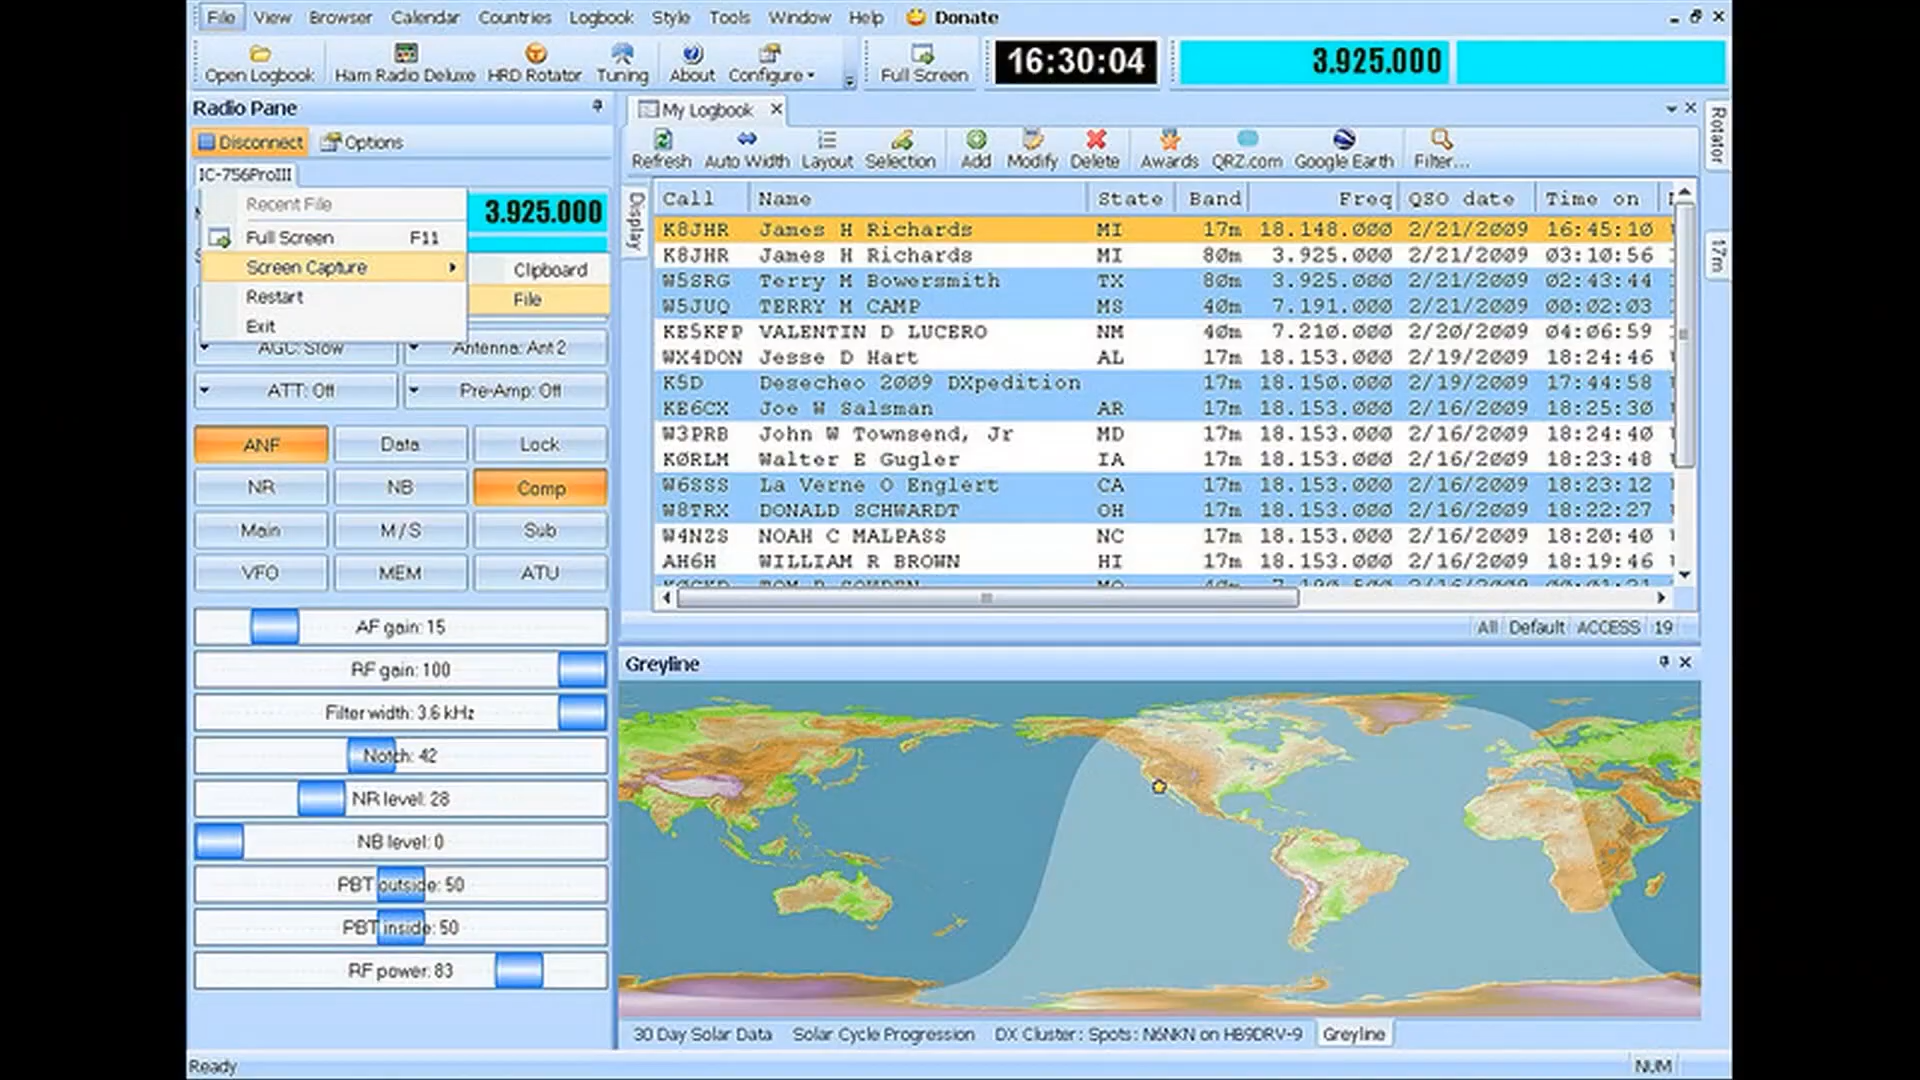 File View Browser Calendar Countries Logbook Style Tools Window Help Donate
Open Logbook Ham Radio Deluxe HRD Rotator Tuning About Configure Full Screen 16:30:04 3.925.000
Radio Pane
Disconnect Options
IC-756ProIII
Recent File
Full Screen F11
Screen Capture
Restart
Exit
Clipboard
File
3.925.000
AGC: Slow Antenna: Ant 2
ATT: Off Pre-Amp: Off
ANF Data Lock
NR NB Comp
Main M/S Sub
VFO MEM ATU
AF gain: 15
RF gain: 100
Filter width: 3.6 kHz
Notch: 42
NR level: 28
NB level: 0
PBT outside: 50
PBT inside: 50
RF power: 83
My Logbook
Refresh Auto Width Layout Selection Add Modify Delete Awards QRZ.com Google Earth Filter...
Display
Call Name State Band Freq QSO date Time on
K8JHR James H Richards MI 17m 18.148.000 2/21/2009 16:45:10
K8JHR James H Richards MI 80m 3.925.000 2/21/2009 03:10:56
W5SRG Terry M Bowersmith TX 80m 3.925.000 2/21/2009 02:43:44
W5JUQ TERRY M CAMP MS 40m 7.191.000 2/21/2009 00:02:03
KE5KFP VALENTIN D LUCERO NM 40m 7.210.000 2/20/2009 04:06:59
WX4DON Jesse D Hart AL 17m 18.153.000 2/19/2009 18:24:46
K5D Desecheo 2009 DXpedition 17m 18.150.000 2/19/2009 17:44:58
KE6CX Joe W Salsman AR 17m 18.153.000 2/16/2009 18:25:30
W3PRB John W Townsend, Jr MD 17m 18.153.000 2/16/2009 18:24:40
KØRLM Walter E Gugler IA 17m 18.153.000 2/16/2009 18:23:48
W6SSS La Verne O Englert CA 17m 18.153.000 2/16/2009 18:23:12
W8TRX DONALD SCHWARDT OH 17m 18.153.000 2/16/2009 18:22:27
W4NZS NOAH C MALPASS NC 17m 18.153.000 2/16/2009 18:20:40
AH6H WILLIAM R BROWN HI 17m 18.153.000 2/16/2009 18:19:46
All Default ACCESS 19
Rotator
17m
Greyline
30 Day Solar Data Solar Cycle Progression DX Cluster: Spots: N6NKN on HB9DRV-9 Greyline
Ready NUM